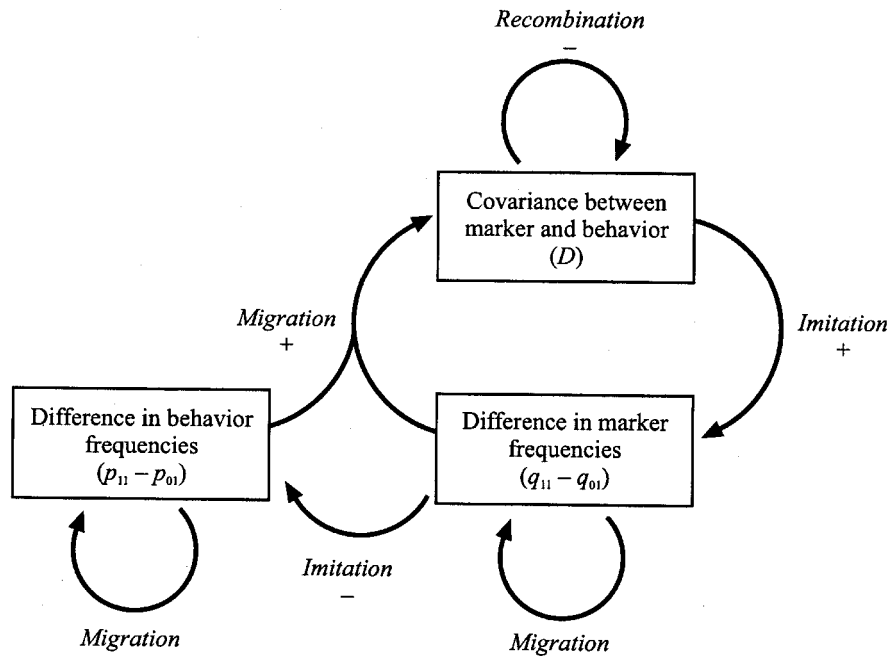 Recombination
−
Covariance between
marker and behavior
(D)
Migration
+
Imitation
+
Difference in behavior
frequencies
(p₁₁ − p₀₁)
Difference in marker
frequencies
(q₁₁ − q₀₁)
Imitation
−
Migration
Migration